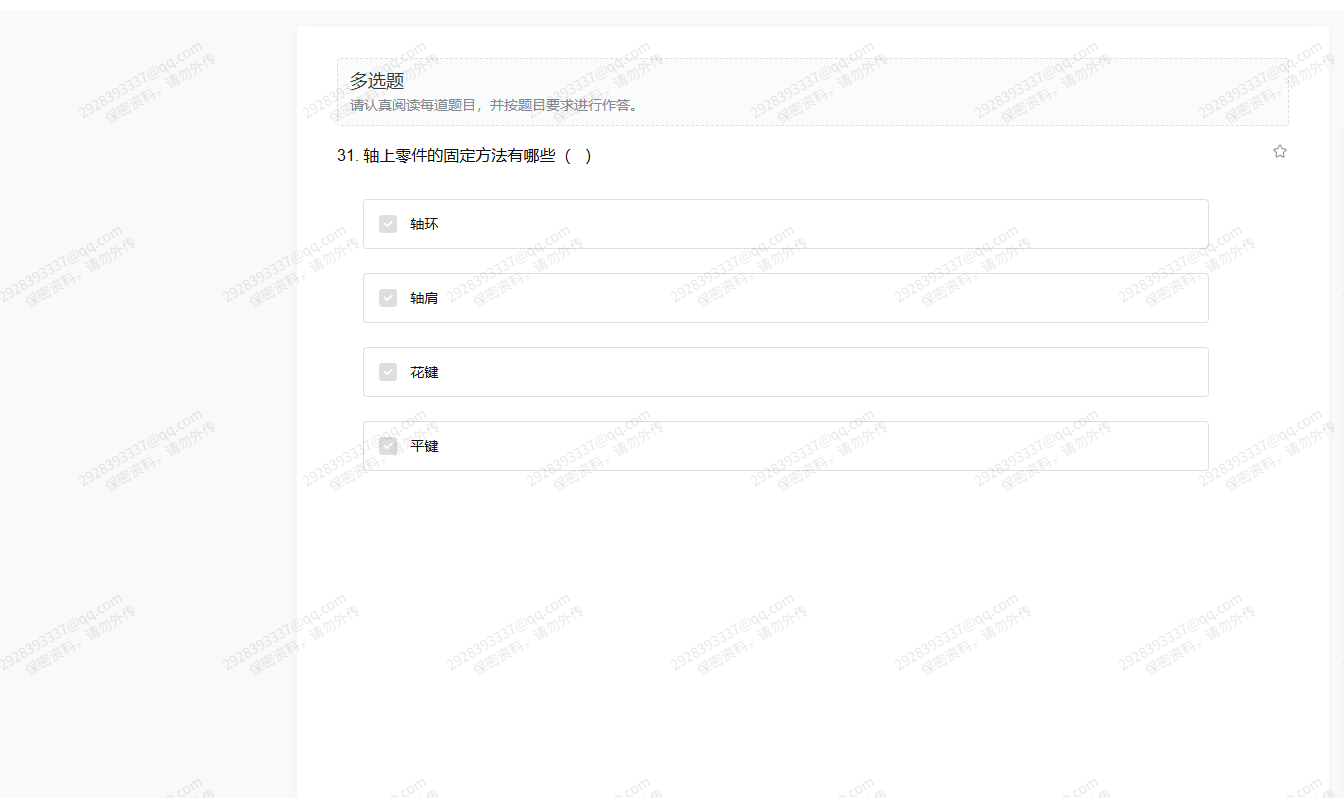 多选题
请认真阅读每道题目，并按题目要求进行作答。
31. 轴上零件的固定方法有哪些（ ）
轴环
轴肩
花键
平键
2928393337@qq.com
保密资料，请勿外传